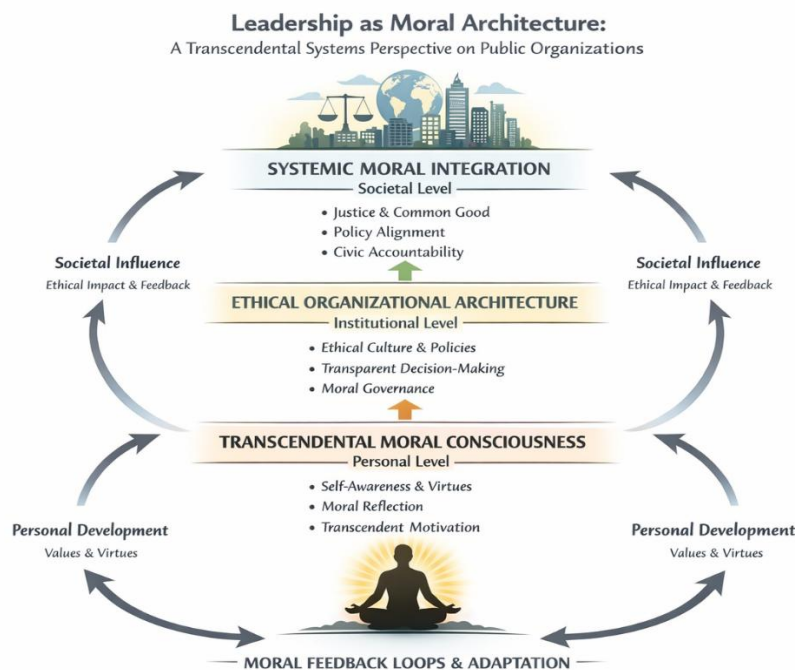 Leadership as Moral Architecture:
A Transcendental Systems Perspective on Public Organizations
SYSTEMIC MORAL INTEGRATION
Societal Level
• Justice & Common Good
• Policy Alignment
• Civic Accountability
Societal Influence
Ethical Impact & Feedback
Societal Influence
Ethical Impact & Feedback
ETHICAL ORGANIZATIONAL ARCHITECTURE
Institutional Level
• Ethical Culture & Policies
• Transparent Decision-Making
• Moral Governance
TRANSCENDENTAL MORAL CONSCIOUSNESS
Personal Level
• Self-Awareness & Virtues
• Moral Reflection
• Transcendent Motivation
Personal Development
Values & Virtues
Personal Development
Values & Virtues
MORAL FEEDBACK LOOPS & ADAPTATION